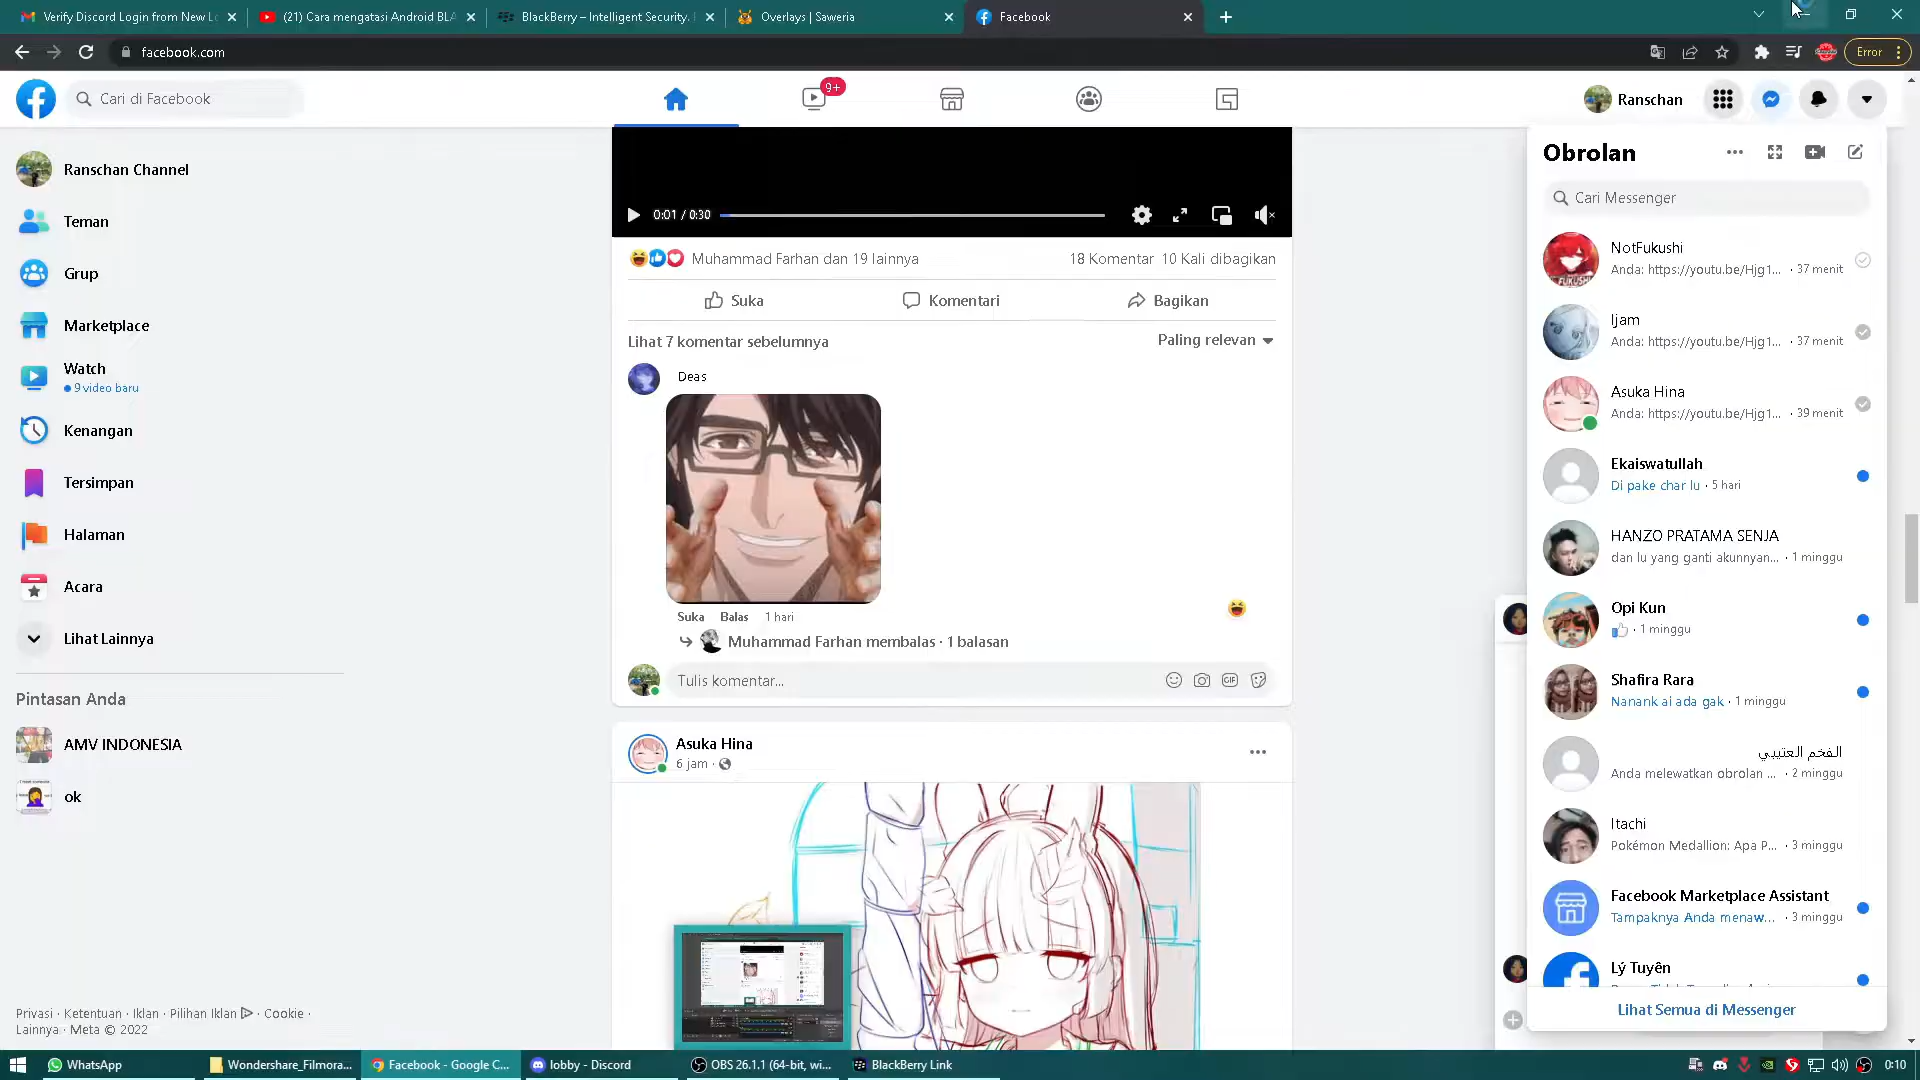 Verify Discord Login from New Lo
(21) Cara mengatasi Android BLA
BlackBerry – Intelligent Security.
Overlays | Saweria
Facebook
facebook.com
Error
Cari di Facebook
9+
Ranschan
Ranschan Channel
Teman
Grup
Marketplace
Watch
9 video baru
Kenangan
Tersimpan
Halaman
Acara
Lihat Lainnya
Pintasan Anda
AMV INDONESIA
ok
Privasi · Ketentuan · Iklan · Pilihan Iklan · Cookie ·
Lainnya · Meta © 2022
0:01 / 0:30
Muhammad Farhan dan 19 lainnya
18 Komentar 10 Kali dibagikan
Suka
Komentari
Bagikan
Lihat 7 komentar sebelumnya
Paling relevan
Deas
Suka Balas 1 hari
Muhammad Farhan membalas · 1 balasan
Tulis komentar...
GIF
Asuka Hina
6 jam ·
Obrolan
Cari Messenger
NotFukushi
Anda: https://youtu.be/Hjg1... · 37 menit
FUKUSHI
Ijam
Anda: https://youtu.be/Hjg1... · 37 menit
Asuka Hina
Anda: https://youtu.be/Hjg1... · 39 menit
Ekaiswatullah
Di pake char lu · 5 hari
HANZO PRATAMA SENJA
dan lu yang ganti akunnyan... · 1 minggu
Opi Kun
· 1 minggu
Shafira Rara
Nanank ai ada gak · 1 minggu
الفخم العتيبي
Anda melewatkan obrolan ... · 2 minggu
Itachi
Pokémon Medallion: Apa P... · 3 minggu
Facebook Marketplace Assistant
Tampaknya Anda menaw... · 3 minggu
Lý Tuyên
Lihat Semua di Messenger
WhatsApp
Wondershare_Filmora...
Facebook - Google C...
lobby - Discord
OBS 26.1.1 (64-bit, wi...
BlackBerry Link
0:10